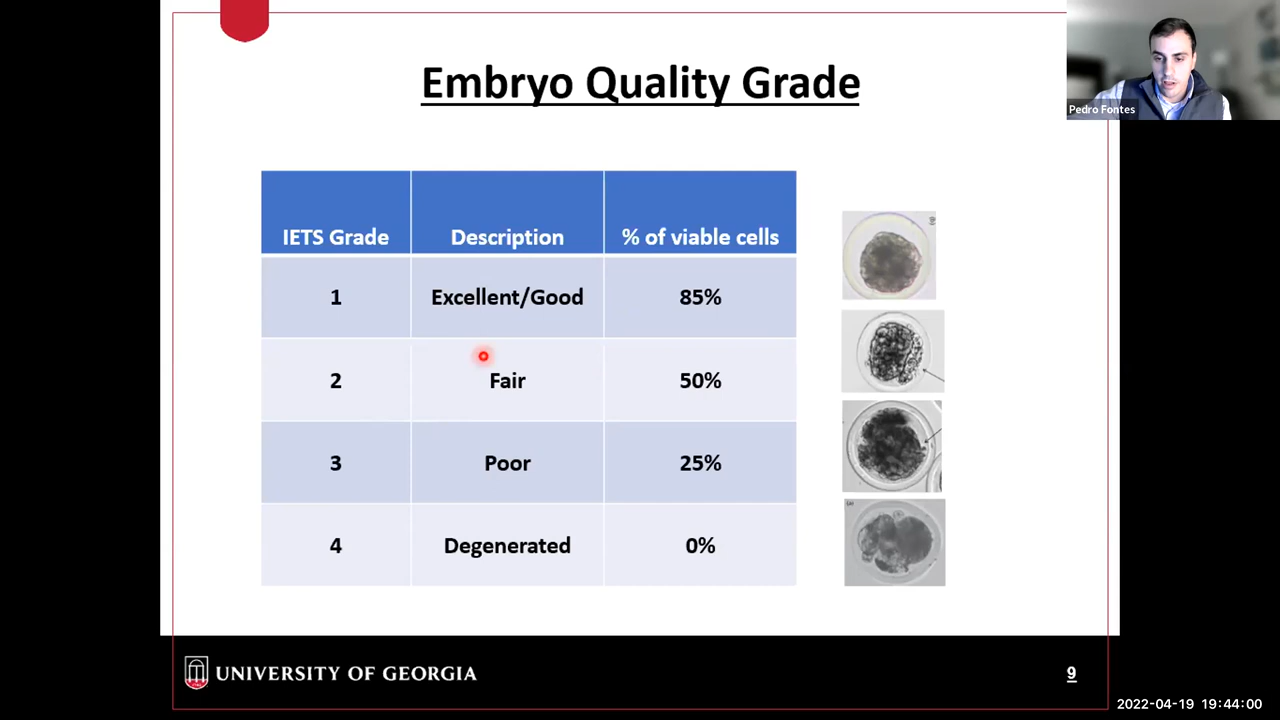 Embryo Quality Grade
Pedro Fontes
IETS Grade Description % of viable cells
1 Excellent/Good 85%
2 Fair 50%
3 Poor 25%
4 Degenerated 0%
UNIVERSITY OF GEORGIA
9
2022-04-19 19:44:00